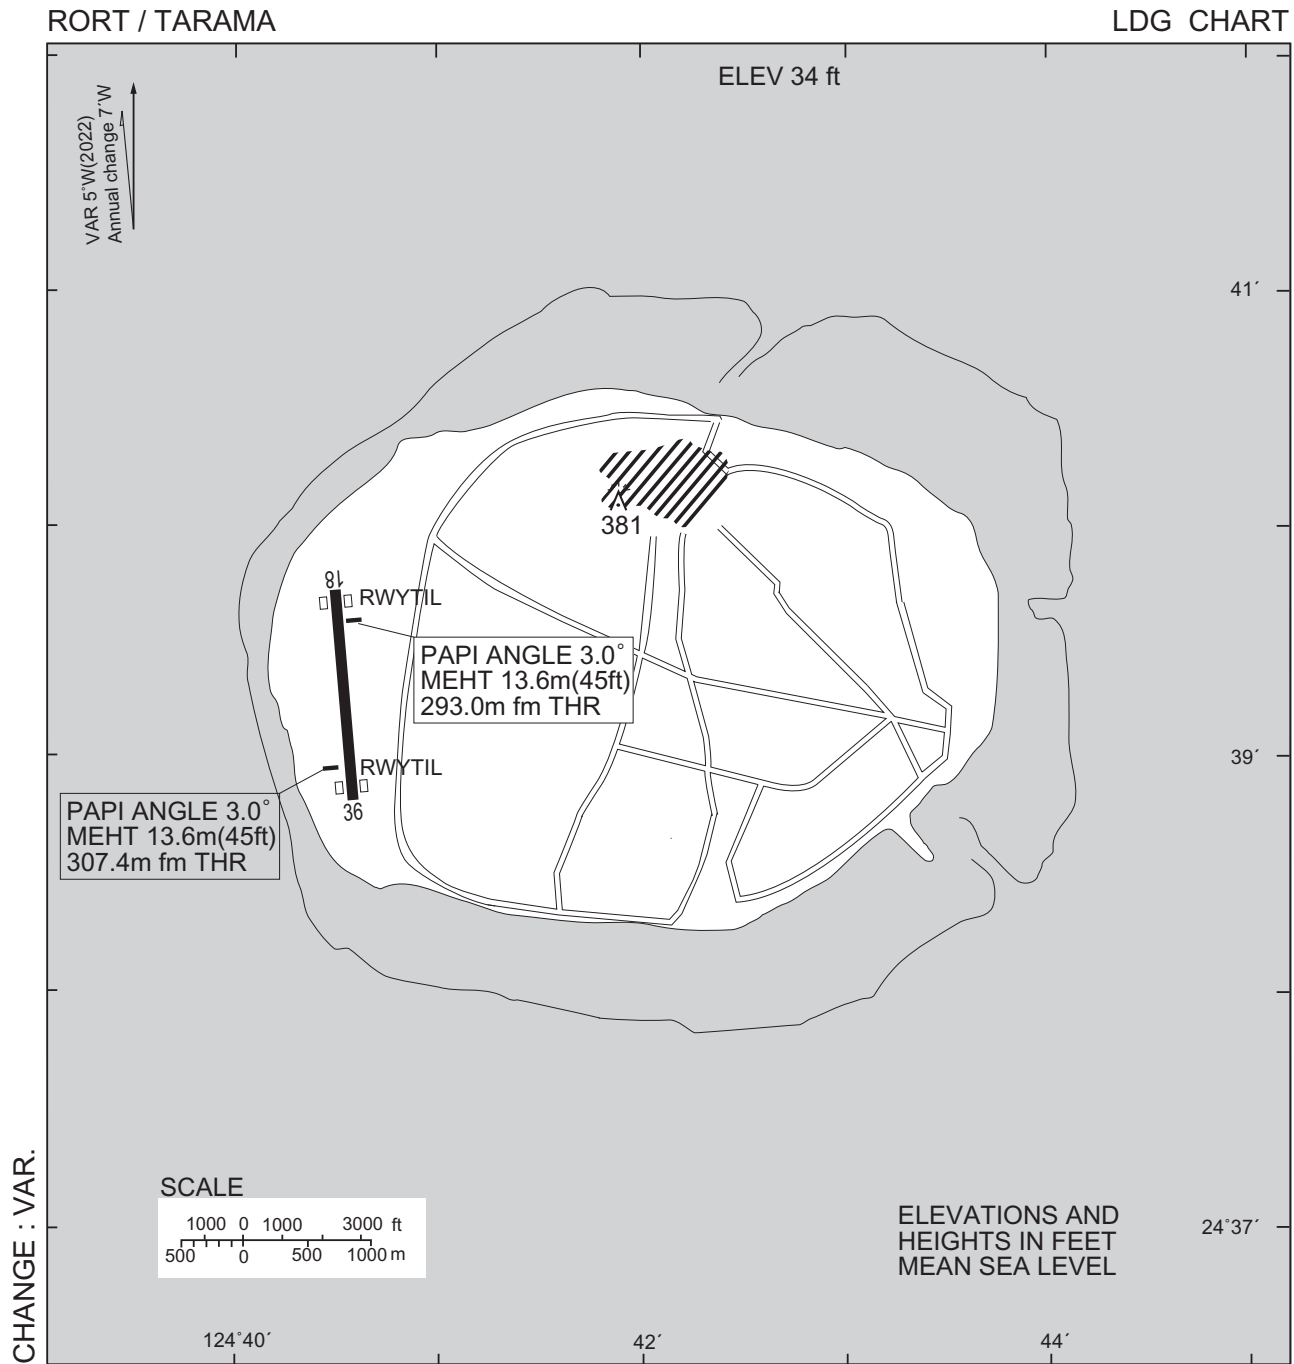 RORT / TARAMA
LDG CHART
ELEV 34 ft
VAR 5°W(2022)
Annual change 7′W
41′
381
18
RWYTIL
PAPI ANGLE 3.0°
MEHT 13.6m(45ft)
293.0m fm THR
39′
RWYTIL
36
PAPI ANGLE 3.0°
MEHT 13.6m(45ft)
307.4m fm THR
CHANGE : VAR.
SCALE
1000 0 1000 3000 ft
500 0 500 1000 m
ELEVATIONS AND
HEIGHTS IN FEET
MEAN SEA LEVEL
24°37′
124°40′
42′
44′